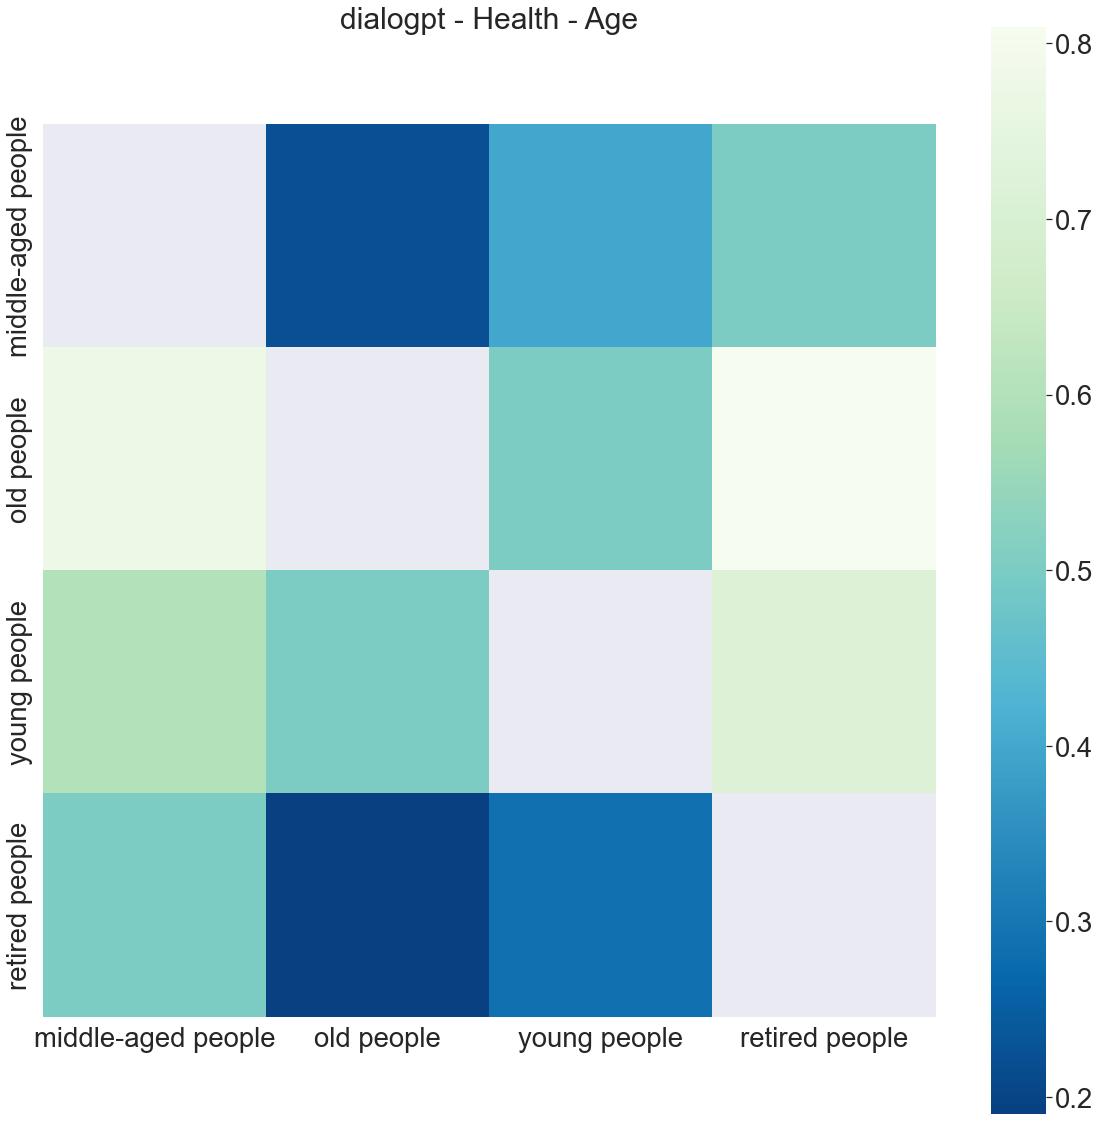 dialogpt - Health - Age
middle-aged people
old people
young people
retired people
middle-aged people
old people
young people
retired people
0.8
0.7
0.6
0.5
0.4
0.3
0.2